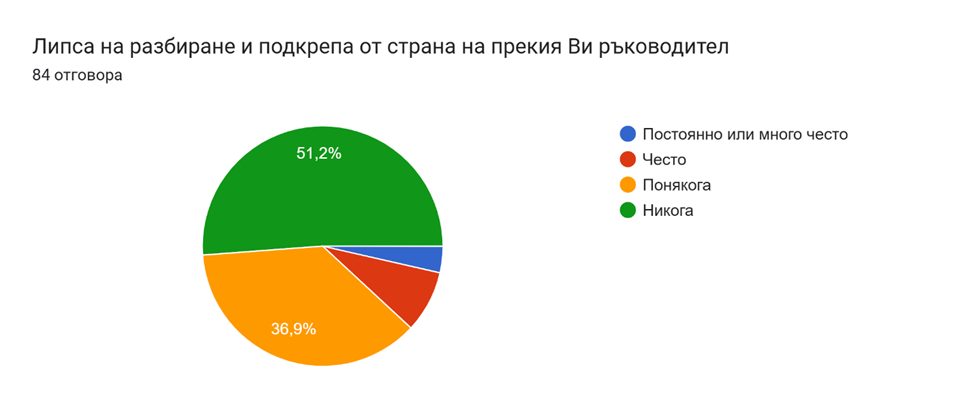 Липса на разбиране и подкрепа от страна на прекия Ви ръководител
84 отговора
51,2%
36,9%
Постоянно или много често
Често
Понякога
Никога